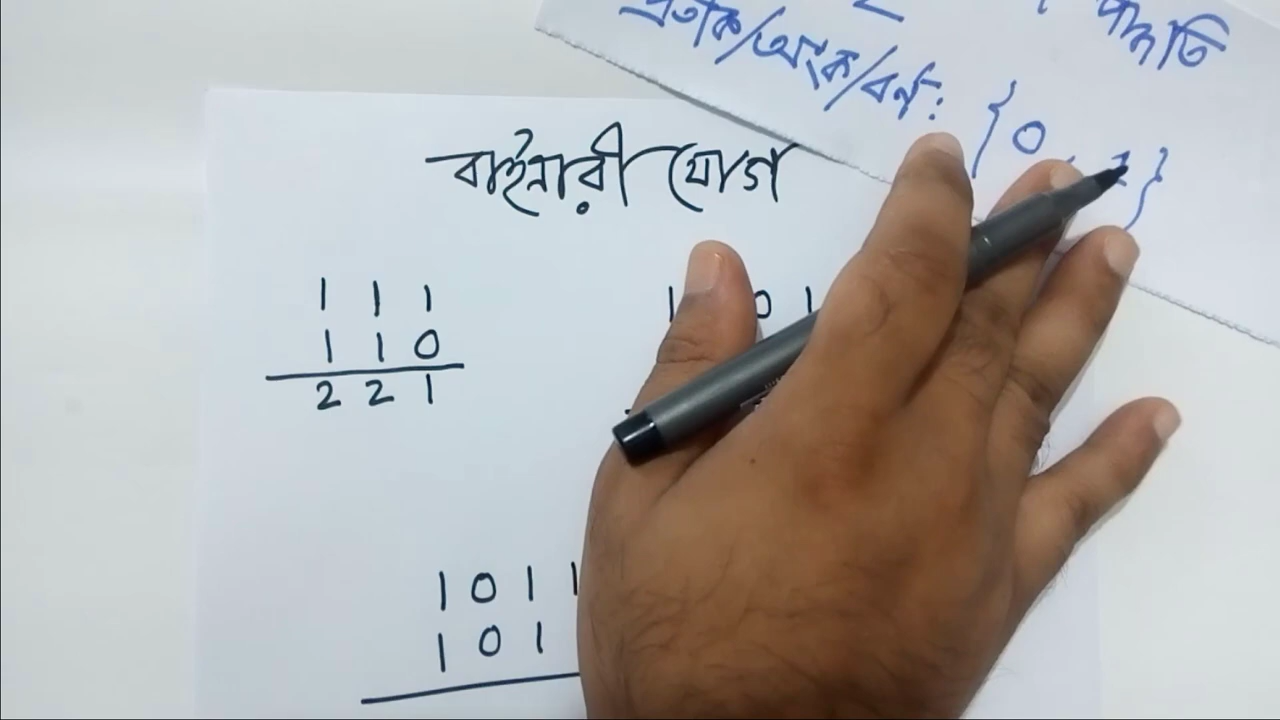 পদ্ধতি
প্রতীক/অংক/বর্ণ: { 0, 1 }
বাইনারী যোগ
1 1 1
1 1 0
2 2 1
1 0 1
1 0 1 1
1 0 1